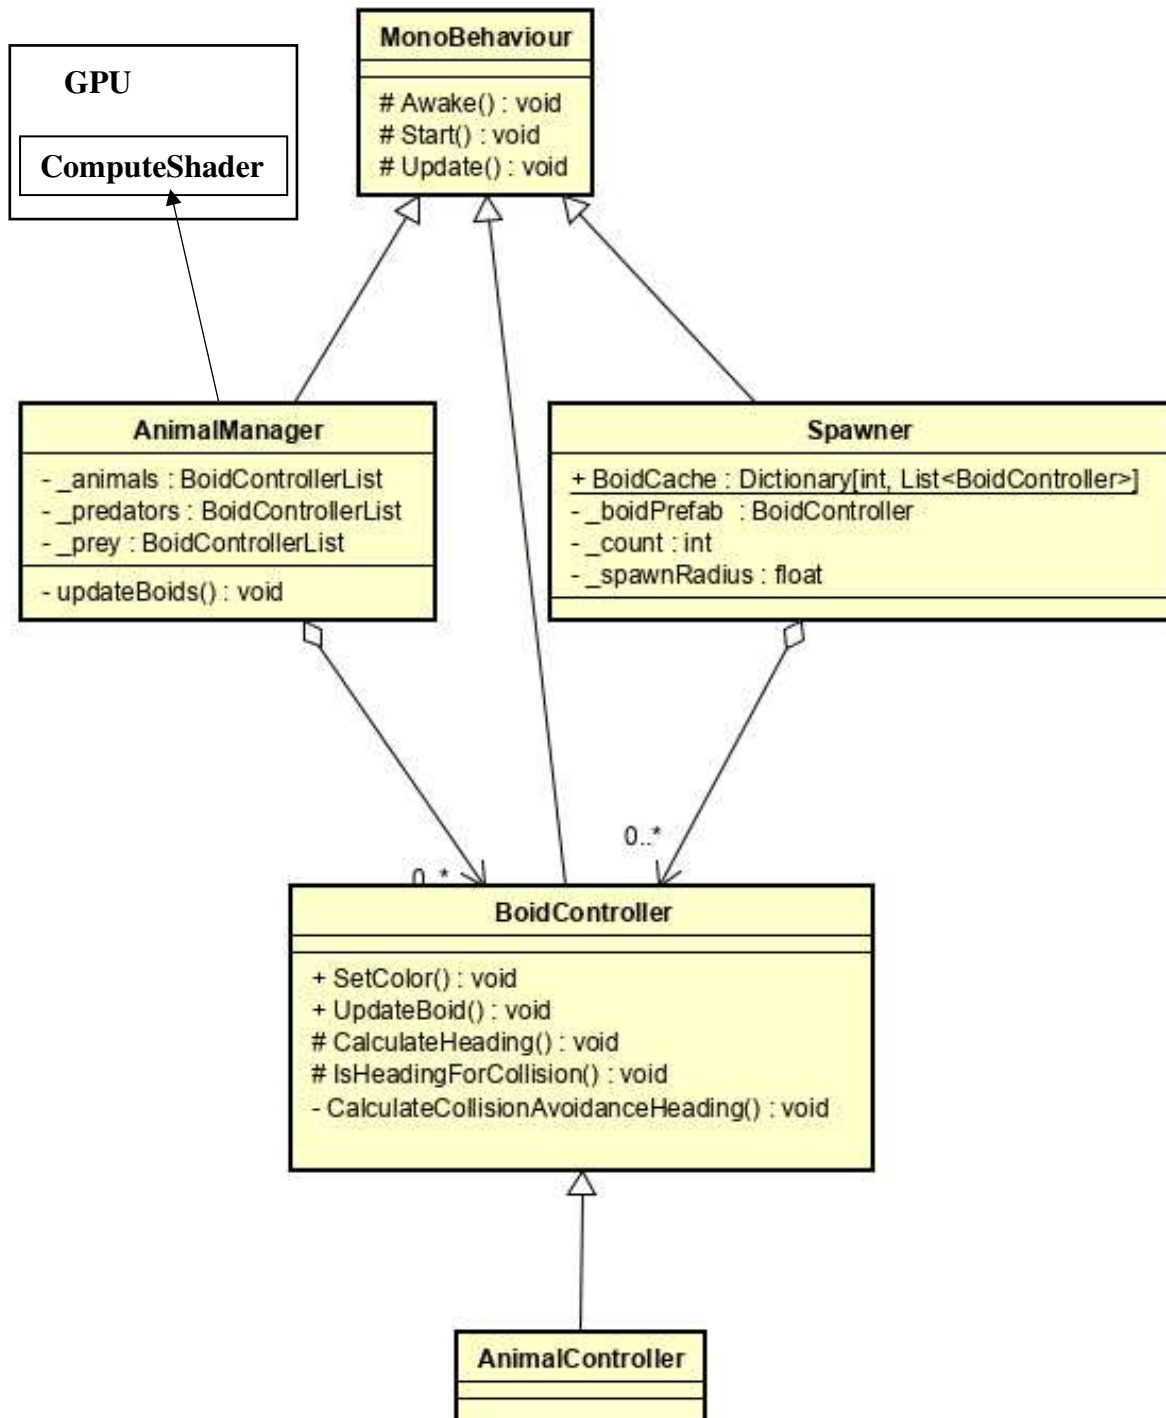 MonoBehaviour
# Awake() : void
# Start() : void
# Update() : void
GPU
ComputeShader
AnimalManager
- _animals : BoidControllerList
- _predators : BoidControllerList
- _prey : BoidControllerList
- updateBoids() : void
Spawner
+ BoidCache : Dictionary[int, List<BoidController>]
- _boidPrefab : BoidController
- _count : int
- _spawnRadius : float
0..*
0..*
BoidController
+ SetColor() : void
+ UpdateBoid() : void
# CalculateHeading() : void
# IsHeadingForCollision() : void
- CalculateCollisionAvoidanceHeading() : void
AnimalController